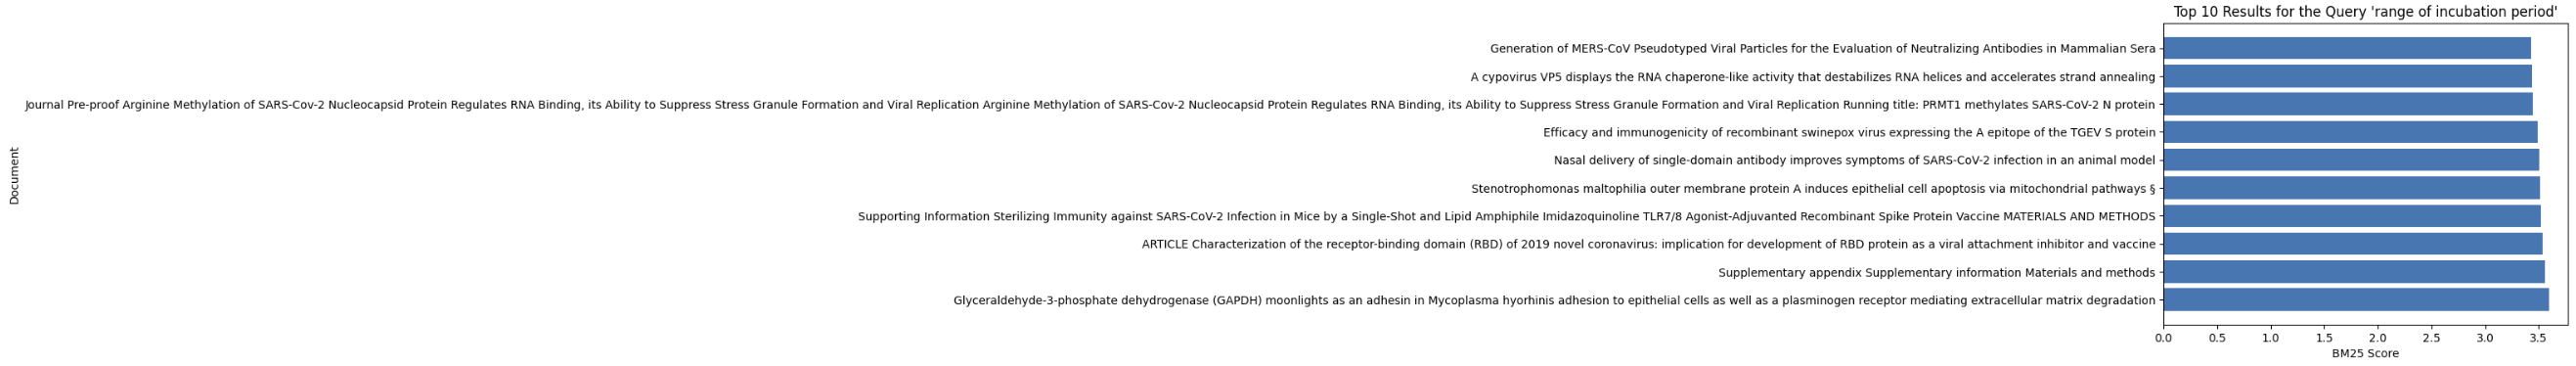 Top 10 Results for the Query 'range of incubation period'
Generation of MERS-CoV Pseudotyped Viral Particles for the Evaluation of Neutralizing Antibodies in Mammalian Sera
A cypovirus VP5 displays the RNA chaperone-like activity that destabilizes RNA helices and accelerates strand annealing
Journal Pre-proof Arginine Methylation of SARS-Cov-2 Nucleocapsid Protein Regulates RNA Binding, its Ability to Suppress Stress Granule Formation and Viral Replication Arginine Methylation of SARS-Cov-2 Nucleocapsid Protein Regulates RNA Binding, its Ability to Suppress Stress Granule Formation and Viral Replication Running title: PRMT1 methylates SARS-CoV-2 N protein
Efficacy and immunogenicity of recombinant swinepox virus expressing the A epitope of the TGEV S protein
Nasal delivery of single-domain antibody improves symptoms of SARS-CoV-2 infection in an animal model
Stenotrophomonas maltophilia outer membrane protein A induces epithelial cell apoptosis via mitochondrial pathways §
Supporting Information Sterilizing Immunity against SARS-CoV-2 Infection in Mice by a Single-Shot and Lipid Amphiphile Imidazoquinoline TLR7/8 Agonist-Adjuvanted Recombinant Spike Protein Vaccine MATERIALS AND METHODS
ARTICLE Characterization of the receptor-binding domain (RBD) of 2019 novel coronavirus: implication for development of RBD protein as a viral attachment inhibitor and vaccine
Supplementary appendix Supplementary information Materials and methods
Glyceraldehyde-3-phosphate dehydrogenase (GAPDH) moonlights as an adhesin in Mycoplasma hyorhinis adhesion to epithelial cells as well as a plasminogen receptor mediating extracellular matrix degradation
Document
0.0 0.5 1.0 1.5 2.0 2.5 3.0 3.5
BM25 Score